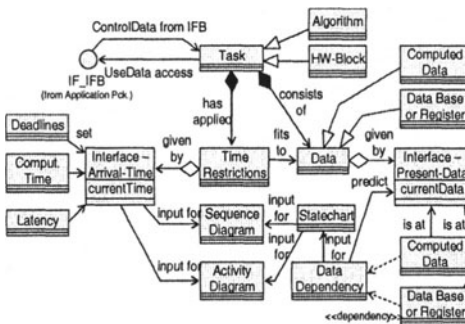 ControlData from IFB
Algorithm
Task
HW-Block
UseData access
IF_IFB
(from Application Pck.)
Computed
Data
Data Base
or Register
has
applied
consists
of
Deadlines
set
Comput.
Time
Latency
Interface –
Arrival-Time
currentTime
given
by
Time
Restrictions
fits
to
Data
given
by
Interface –
Present-Data
currentData
predict
input for
Sequence
Diagram
input
for
Statechart
input for
Activity
Diagram
input
for
input
for
Data
Dependency
is at
is at
Computed
Data
Data Base
or Register
<<dependency>>